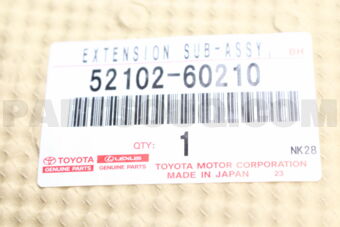 EXTENSION SUB-ASSY, BH
52102-60210
QTY: 1 NK28
TOYOTA LEXUS TOYOTA MOTOR CORPORATION
GENUINE PARTS GENUINE PARTS MADE IN JAPAN 23